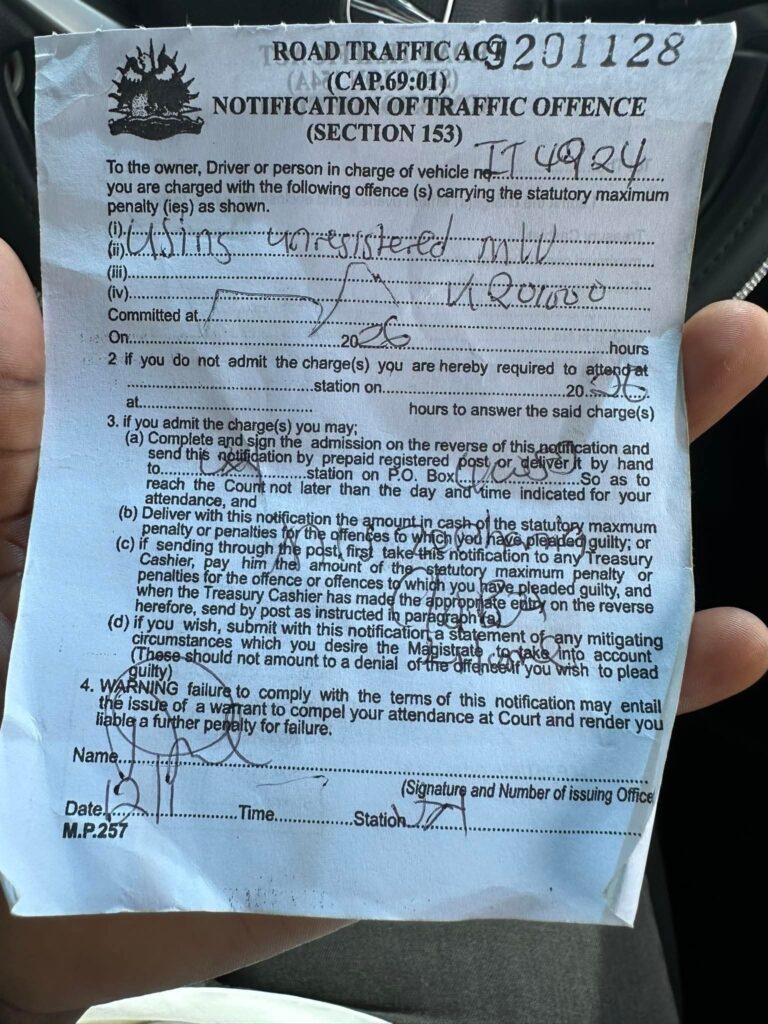 ROAD TRAFFIC ACT
9201128
(CAP.69:01)
NOTIFICATION OF TRAFFIC OFFENCE
(SECTION 153)
To the owner, Driver or person in charge of vehicle no. IT 4924
you are charged with the following offence (s) carrying the statutory maximum
penalty (ies) as shown.
(i)
(ii) Using unregistered M/V
(iii)
(iv)
Committed at
On 2026 hours
2 if you do not admit the charge(s) you are hereby required to attend at
station on 2026
at hours to answer the said charge(s)
3. if you admit the charge(s) you may;
(a) Complete and sign the admission on the reverse of this notification and
send this notification by prepaid registered post or deliver it by hand
to station on P.O. Box So as to
reach the Count not later than the day and time indicated for your
attendance, and
(b) Deliver with this notification the amount in cash of the statutory maxmum
penalty or penalties for the offences to which you have pleaded guilty; or
(c) if sending through the post, first take this notification to any Treasury
Cashier, pay him the amount of the statutory maximum penalty or
penalties for the offence or offences to which you have pleaded guilty, and
when the Treasury Cashier has made the appropriate entry on the reverse
herefore, send by post as instructed in paragraph (a)
(d) if you wish, submit with this notification a statement of any mitigating
circumstances which you desire the Magistrate to take into account
(These should not amount to a denial of the offence if you wish to plead
guilty)
4. WARNING failure to comply with the terms of this notification may entail
the issue of a warrant to compel your attendance at Court and render you
liable a further penalty for failure.
Name
(Signature and Number of issuing Office
Date Time Station
M.P.257